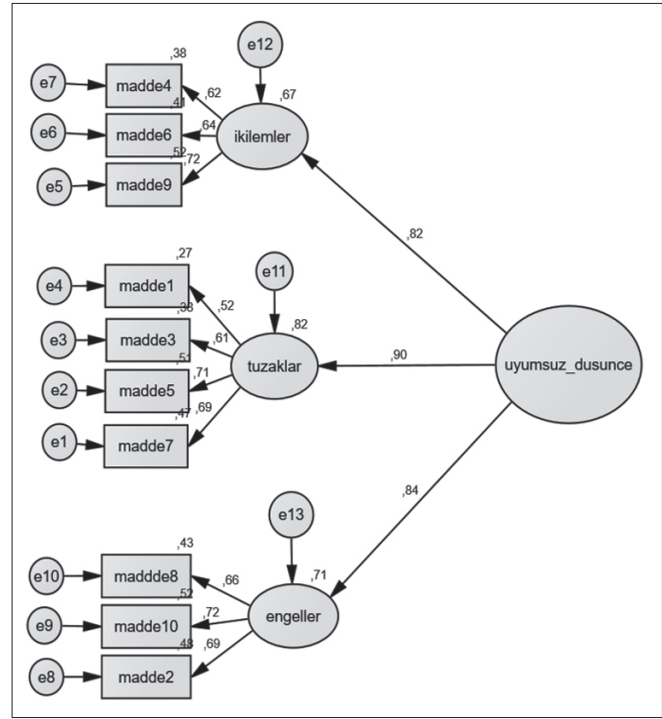 e12
,38
e7
madde4
,62
,67
,41
e6
madde6
,64
ikilemler
,52
,72
e5
madde9
,82
,27
e11
e4
madde1
,52
,82
,38
e3
madde3
,61
,51
tuzaklar
,90
uyumsuz_dusunce
e2
madde5
,71
,47
,69
e1
madde7
,84
e13
,43
,71
e10
maddde8
,66
,52
e9
madde10
,72
engeller
,48
,69
e8
madde2